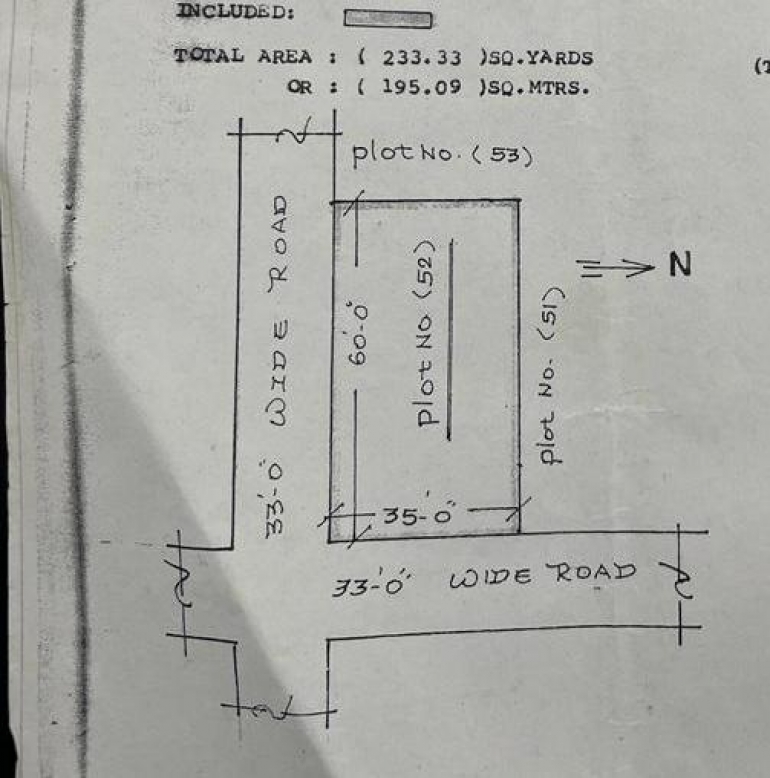 INCLUDED:
TOTAL AREA : ( 233.33 )SQ.YARDS
OR : ( 195.09 )SQ.MTRS.
plot No. (53)
33'-0" WIDE ROAD
60'-0"
plot No (52)
plot No. (51)
N
35'-0"
33'-0" WIDE ROAD